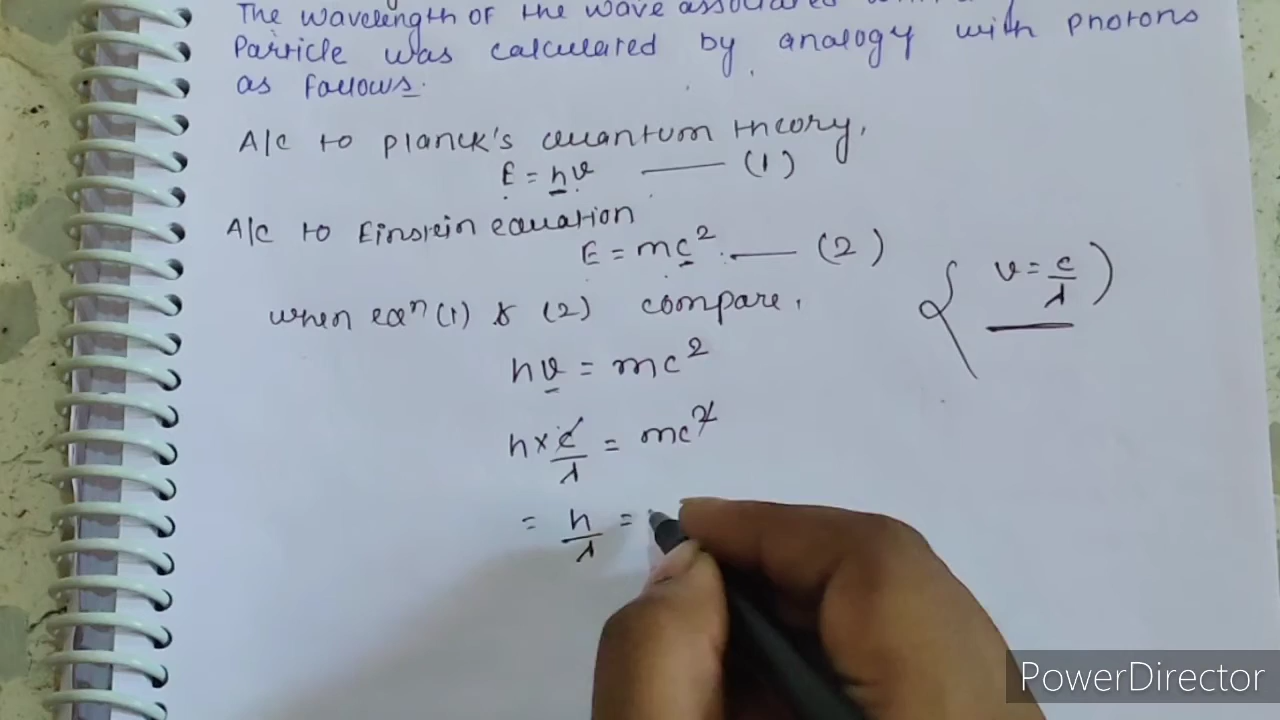 The wavelength of the wave associated
Particle was calculated by analogy with photons
as follows.
A/c to planck's quantum theory,
E = hν —— (1)
A/c to Einstein equation
E = mc² —— (2)
{ ν = c/λ )
when eqⁿ (1) & (2) compare,
hν = mc²
h × c/λ = mc²
= h/λ =
PowerDirector